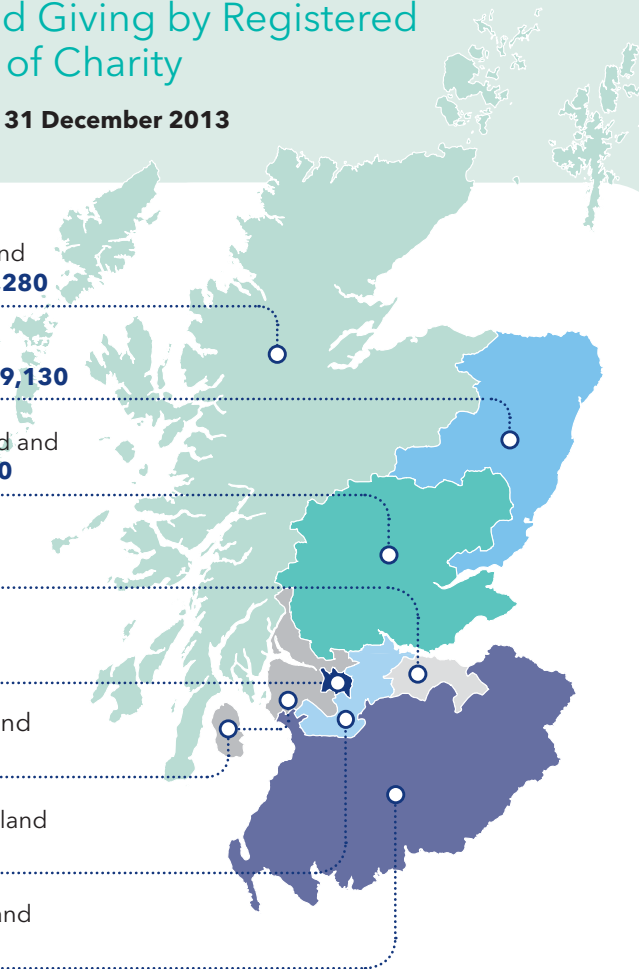 d Giving by Registered
of Charity
31 December 2013
nd
280
9,130
d and
0
nd
land
and